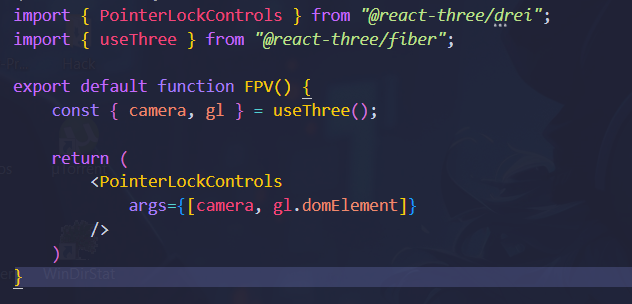 import { PointerLockControls } from "@react-three/drei";
import { useThree } from "@react-three/fiber";
export default function FPV() {
const { camera, gl } = useThree();
return (
<PointerLockControls
args={[camera, gl.domElement]}
/>
)
}
WinDirStat